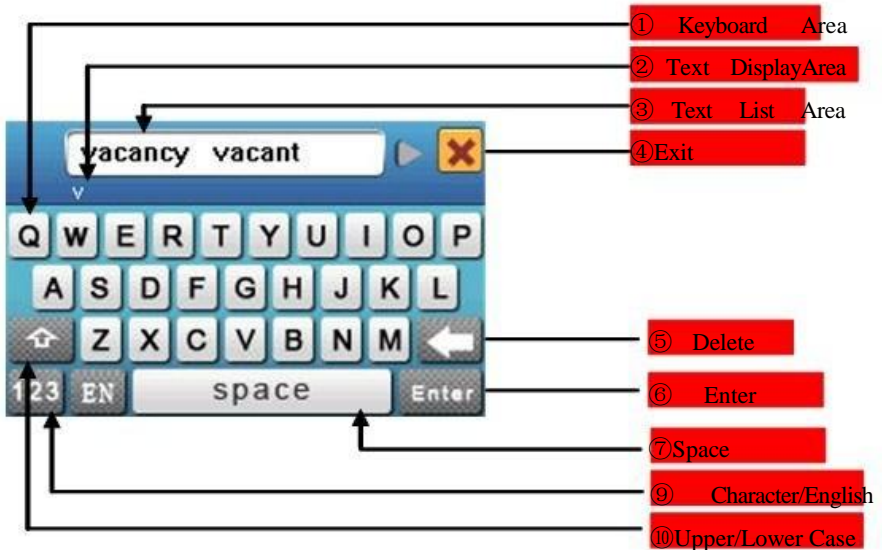 ① Keyboard Area
② Text DisplayArea
③ Text List Area
④Exit
vacancy vacant
v
Q W E R T Y U I O P
A S D F G H J K L
Z X C V B N M
123 EN space Enter
⑤ Delete
⑥ Enter
⑦Space
⑨ Character/English
⑩Upper/Lower Case